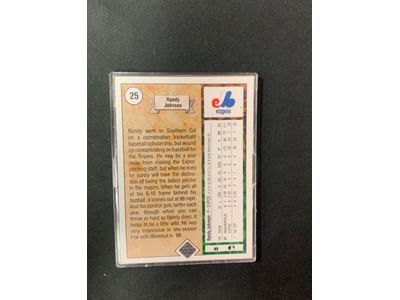 25
Randy
Johnson
expos
Randy went to Southern Cal
on a combination basketball/
baseball scholarship, but wound
up concentrating on baseball for
the Trojans. He may be a year
away from making the Expos'
pitching staff, but when he
does he surely will have the distinc-
tion of being the tallest pitcher
in the majors. When he gets all
of his 6-10 frame behind his
fastball, it comes out at 98 mph.
And his control gets better each
year, though when you can
throw as hard as Randy does, it
helps to be a little wild. He was
very impressive in late-season
trial with Montreal in '88.
Randy Johnson